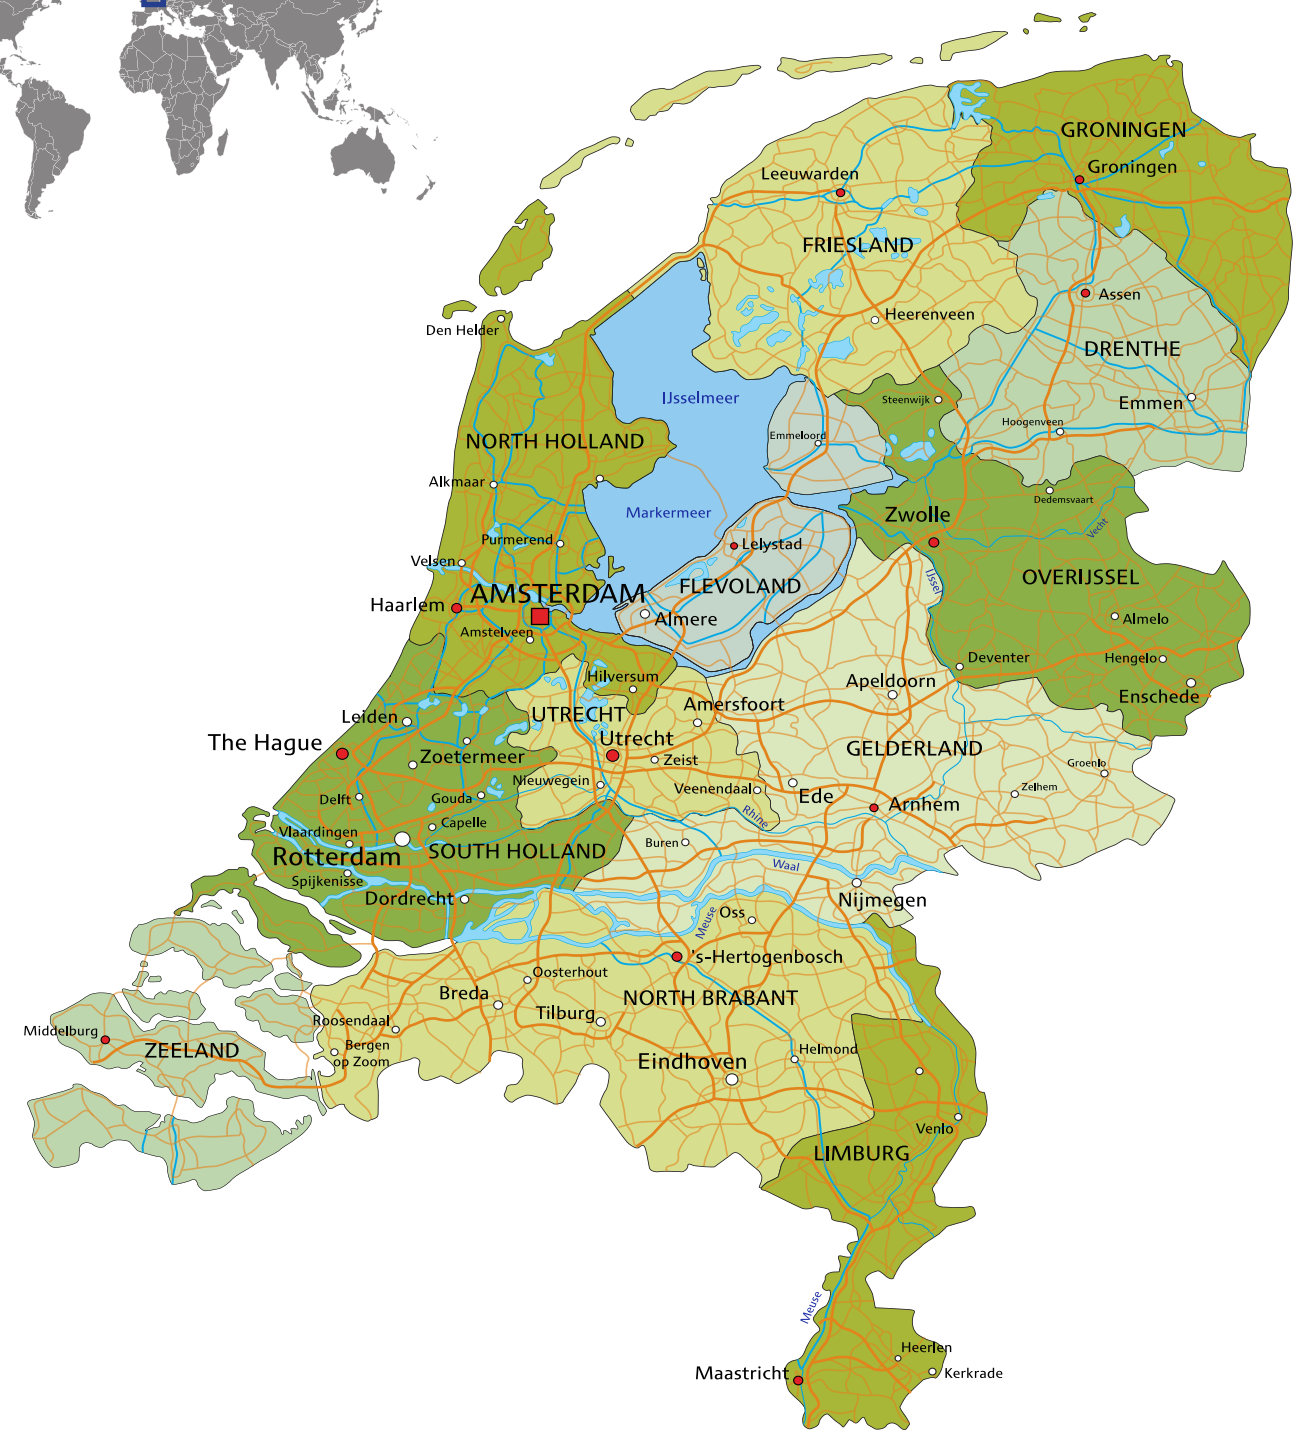 GRONINGEN
Groningen
Leeuwarden
FRIESLAND
Assen
Heerenveen
Den Helder
DRENTHE
IJsselmeer
Steenwijk
Emmen
Hoogenveen
Emmeloord
NORTH HOLLAND
Alkmaar
Dedemsvaart
Markermeer
Zwolle
Vecht
Purmerend
Lelystad
Velsen
IJssel
OVERIJSSEL
FLEVOLAND
AMSTERDAM
Haarlem
Almere
Almelo
Amstelveen
Deventer
Hengelo
Hilversum
Apeldoorn
Enschede
Amersfoort
Leiden
UTRECHT
The Hague
Utrecht
GELDERLAND
Zoetermeer
Zeist
Groenlo
Nieuwegein
Veenendaal
Zelhem
Ede
Delft
Gouda
Arnhem
Rhine
Capelle
Vlaardingen
Buren
SOUTH HOLLAND
Rotterdam
Waal
Spijkenisse
Dordrecht
Nijmegen
Oss
Meuse
's-Hertogenbosch
Oosterhout
Breda
NORTH BRABANT
Tilburg
Roosendaal
Middelburg
Bergen
op Zoom
ZEELAND
Helmond
Eindhoven
Venlo
LIMBURG
Meuse
Heerlen
Maastricht
Kerkrade